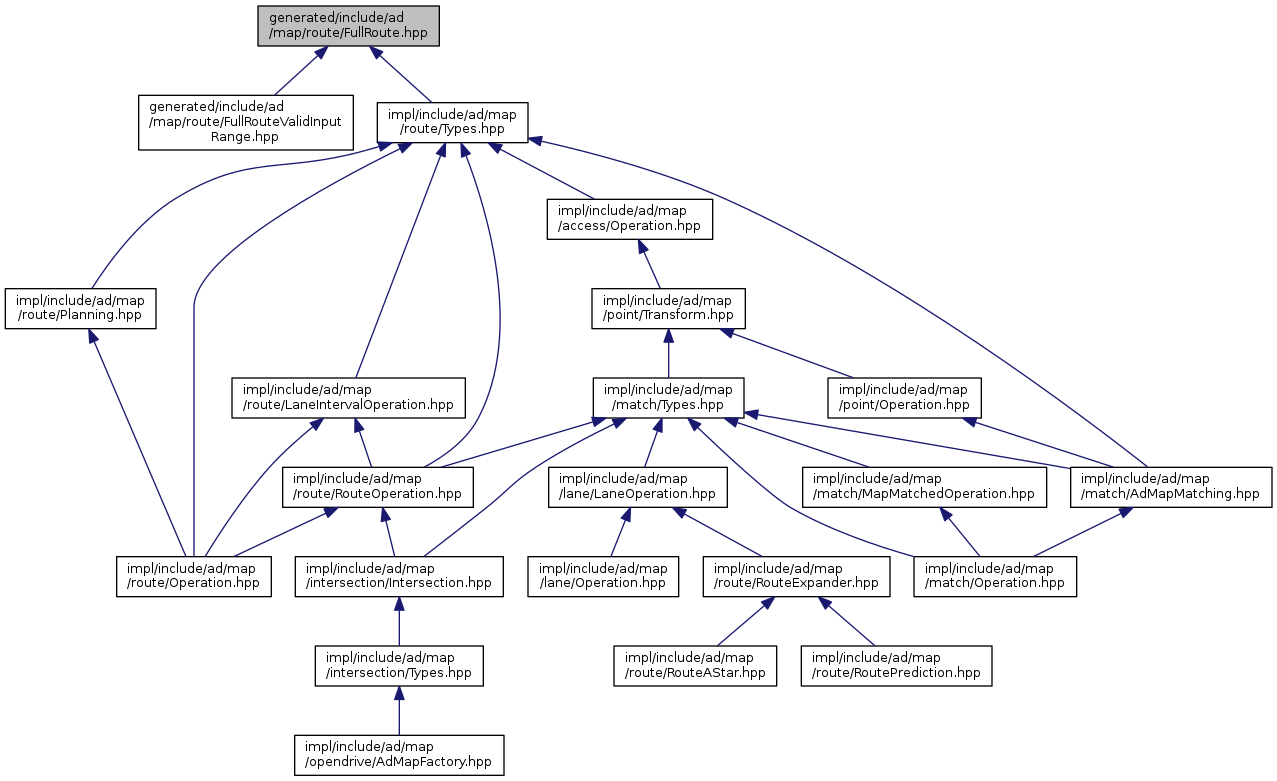 generated/include/ad
/map/route/FullRoute.hpp
generated/include/ad
/map/route/FullRouteValidInput
Range.hpp
impl/include/ad/map
/route/Types.hpp
impl/include/ad/map
/access/Operation.hpp
impl/include/ad/map
/route/Planning.hpp
impl/include/ad/map
/point/Transform.hpp
impl/include/ad/map
/route/LaneIntervalOperation.hpp
impl/include/ad/map
/match/Types.hpp
impl/include/ad/map
/point/Operation.hpp
impl/include/ad/map
/route/RouteOperation.hpp
impl/include/ad/map
/lane/LaneOperation.hpp
impl/include/ad/map
/match/MapMatchedOperation.hpp
impl/include/ad/map
/match/AdMapMatching.hpp
impl/include/ad/map
/route/Operation.hpp
impl/include/ad/map
/intersection/Intersection.hpp
impl/include/ad/map
/lane/Operation.hpp
impl/include/ad/map
/route/RouteExpander.hpp
impl/include/ad/map
/match/Operation.hpp
impl/include/ad/map
/intersection/Types.hpp
impl/include/ad/map
/route/RouteAStar.hpp
impl/include/ad/map
/route/RoutePrediction.hpp
impl/include/ad/map
/opendrive/AdMapFactory.hpp